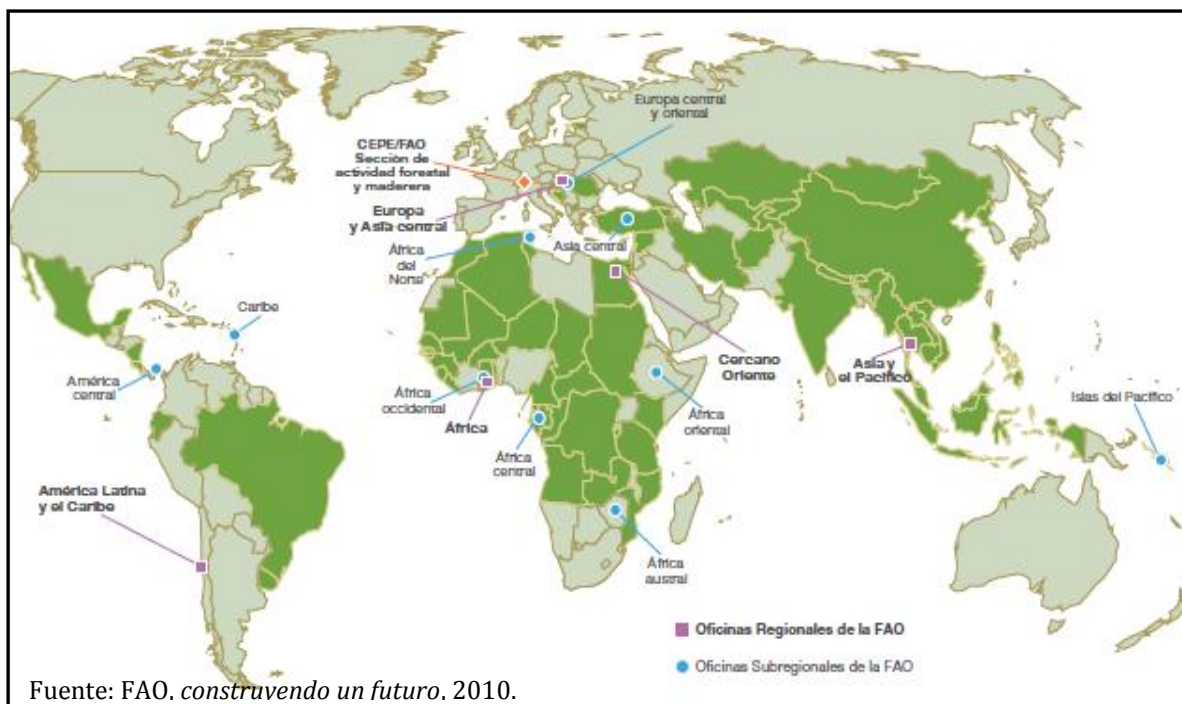 Europa central
y oriental
CEPE/FAO
Sección de
actividad forestal
y maderera
Europa
y Asia central
África
del
Norte
Asia central
Caribe
América
central
África
occidental
África
África
central
Cercano
Oriente
África
oriental
Asia y
el Pacífico
Islas del Pacífico
América Latina
y el Caribe
África
austral
Oficinas Regionales de la FAO
Oficinas Subregionales de la FAO
Fuente: FAO, construyendo un futuro, 2010.